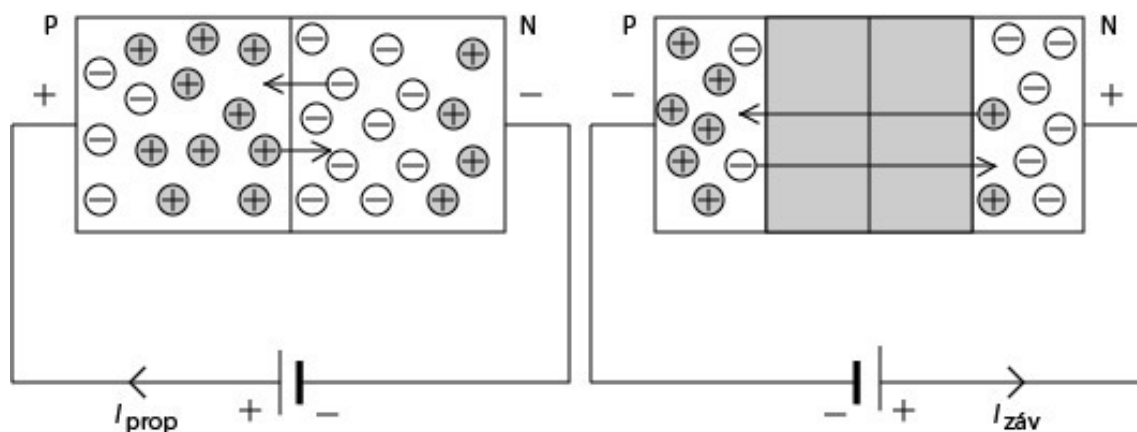 P N P N
+ − − +
I prop + − − + I záv